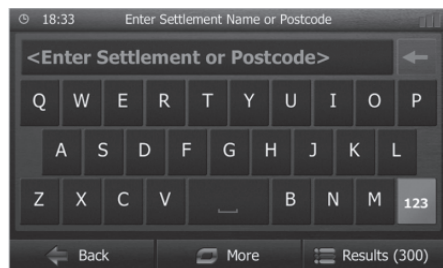 18:33 Enter Settlement Name or Postcode
<Enter Settlement or Postcode>
Q W E R T Y U I O P
A S D F G H J K L
Z X C V B N M 123
Back More Results (300)